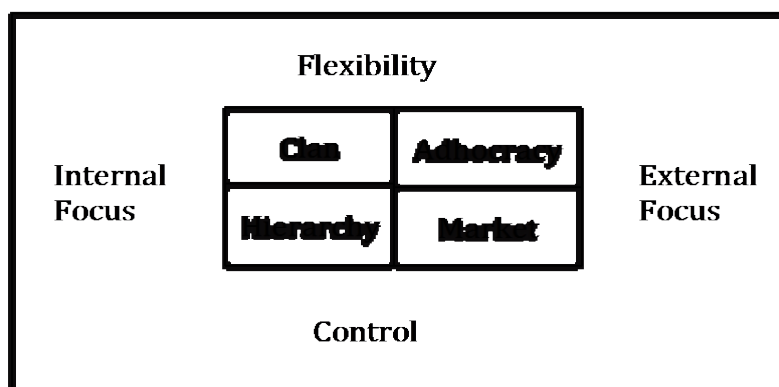 Flexibility
Clan Adhocracy
Internal Focus
External Focus
Hierarchy Market
Control